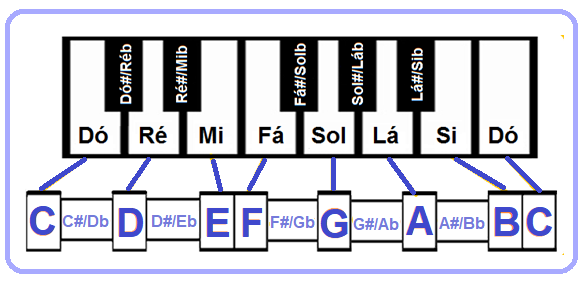 Dó#/Réb Ré#/Mib Fá#/Solb Sol#/Láb Lá#/Sib
Dó Ré Mi Fá Sol Lá Si Dó
C C#/Db D D#/Eb E F F#/Gb G G#/Ab A A#/Bb B C